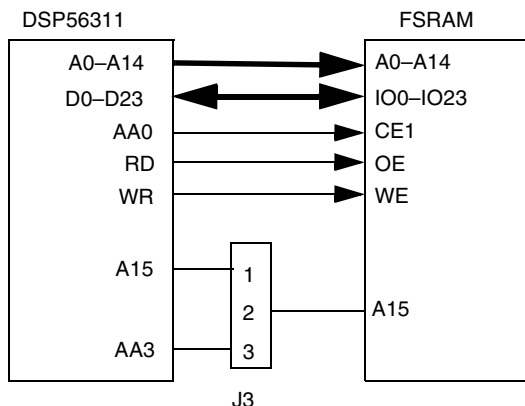 DSP56311 FSRAM
A0–A14 A0–A14
D0–D23 IO0–IO23
AA0 CE1
RD OE
WR WE
A15 1
2 A15
AA3 3
J3